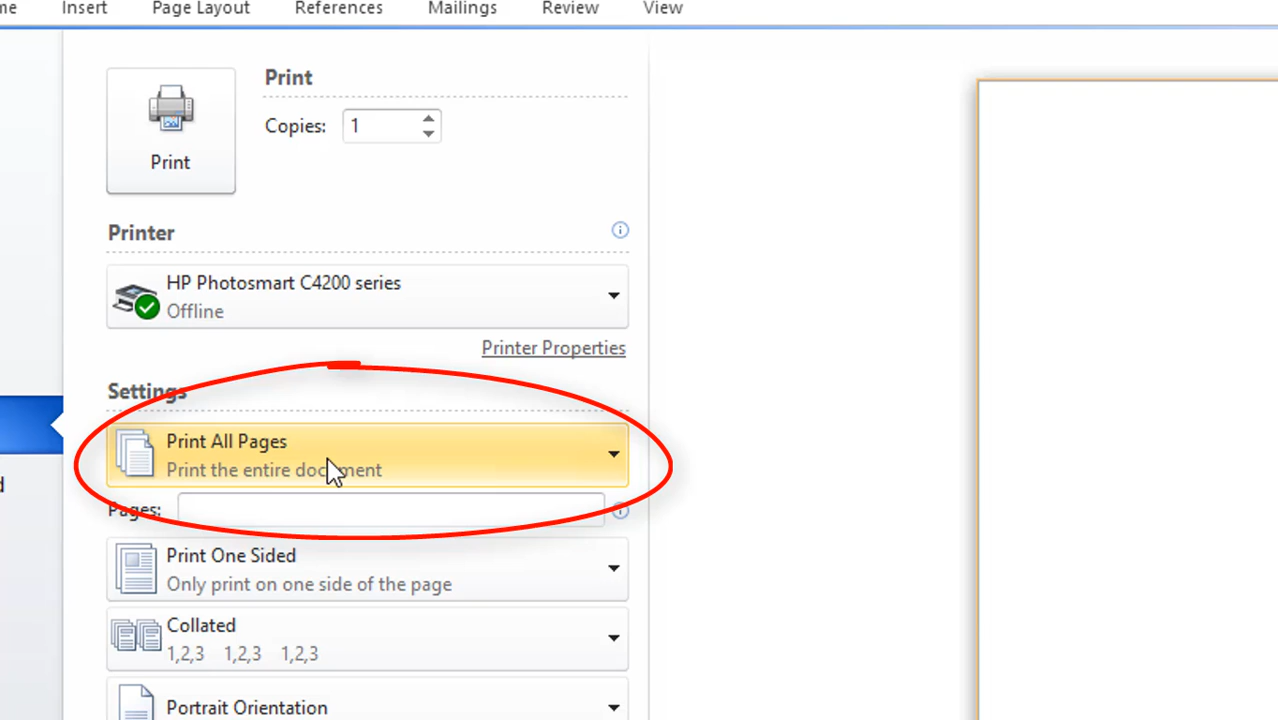 me Insert Page Layout References Mailings Review View
Print
Copies: 1
Print
Printer
HP Photosmart C4200 series
Offline
Printer Properties
Settings
Print All Pages
Print the entire document
Pages:
Print One Sided
Only print on one side of the page
Collated
1,2,3 1,2,3 1,2,3
Portrait Orientation
d